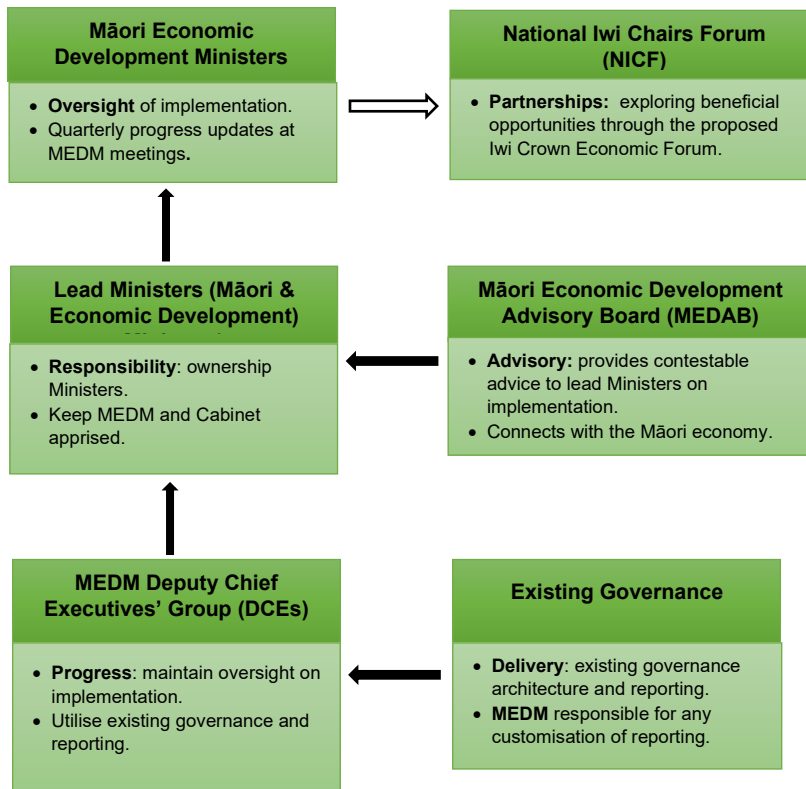 Māori Economic
Development Ministers
• Oversight of implementation.
• Quarterly progress updates at
MEDM meetings.
National Iwi Chairs Forum
(NICF)
• Partnerships: exploring beneficial
opportunities through the proposed
Iwi Crown Economic Forum.
Lead Ministers (Māori &
Economic Development)
• Responsibility: ownership
Ministers.
• Keep MEDM and Cabinet
apprised.
Māori Economic Development
Advisory Board (MEDAB)
• Advisory: provides contestable
advice to lead Ministers on
implementation.
• Connects with the Māori economy.
MEDM Deputy Chief
Executives’ Group (DCEs)
• Progress: maintain oversight on
implementation.
• Utilise existing governance and
reporting.
Existing Governance
• Delivery: existing governance
architecture and reporting.
• MEDM responsible for any
customisation of reporting.